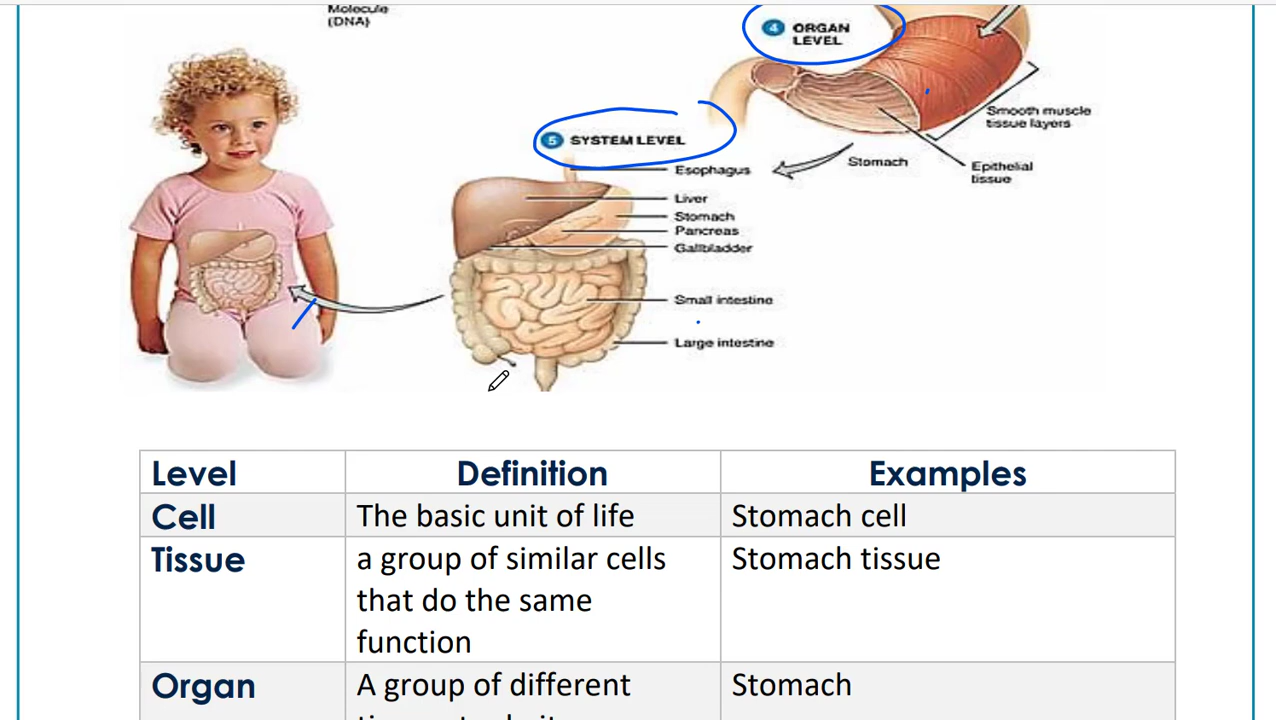 Molecule
(DNA)
4 ORGAN
LEVEL
Smooth muscle
tissue layers
5 SYSTEM LEVEL
Stomach
Epithelial
tissue
Esophagus
Liver
Stomach
Pancreas
Gallbladder
Small intestine
Large intestine
Level Definition Examples
Cell The basic unit of life Stomach cell
Tissue a group of similar cells Stomach tissue
that do the same
function
Organ A group of different Stomach